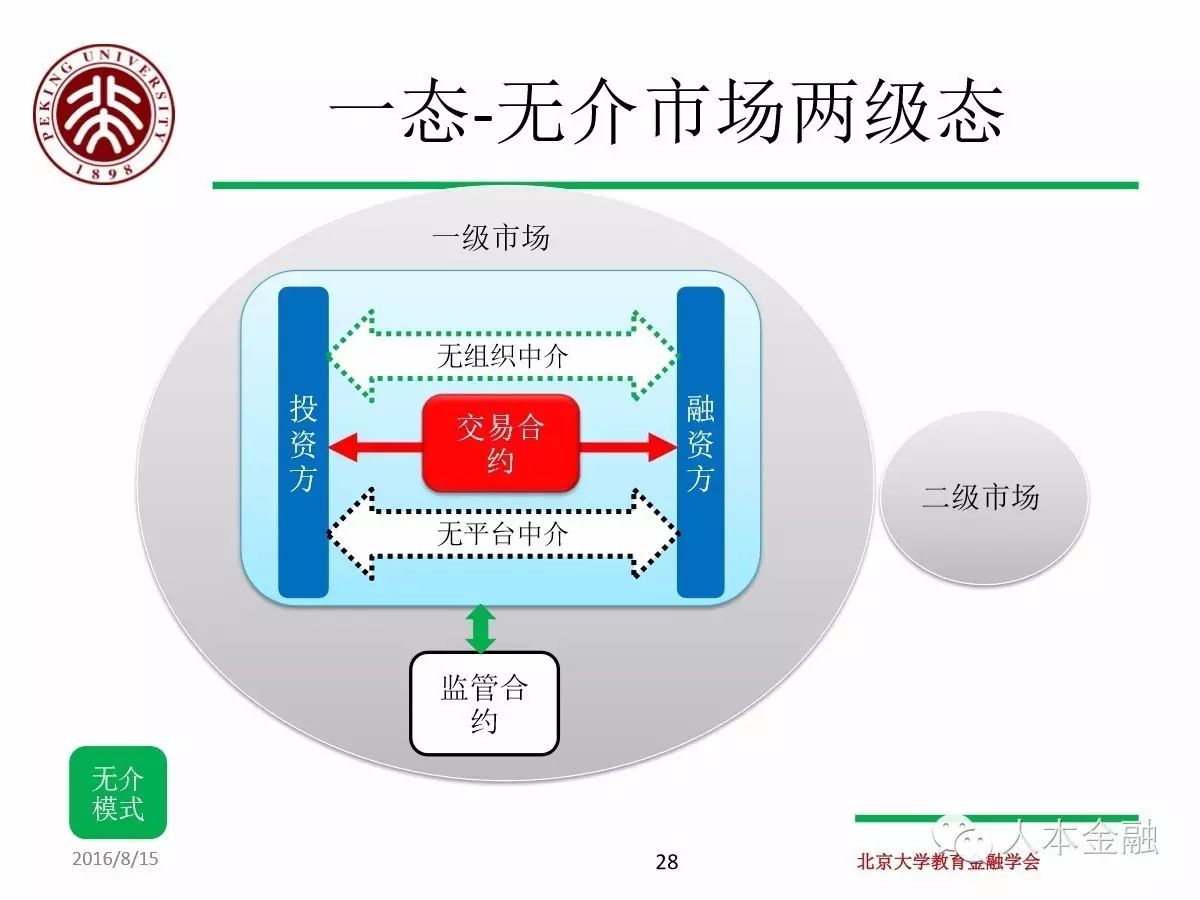 PEKING UNIVERSITY
1898
一态-无介市场两级态
一级市场
无组织中介
投资方
交易合
约
融资方
无平台中介
二级市场
监管合
约
无介
模式
2016/8/15
28
人本金融
北京大学教育金融学会